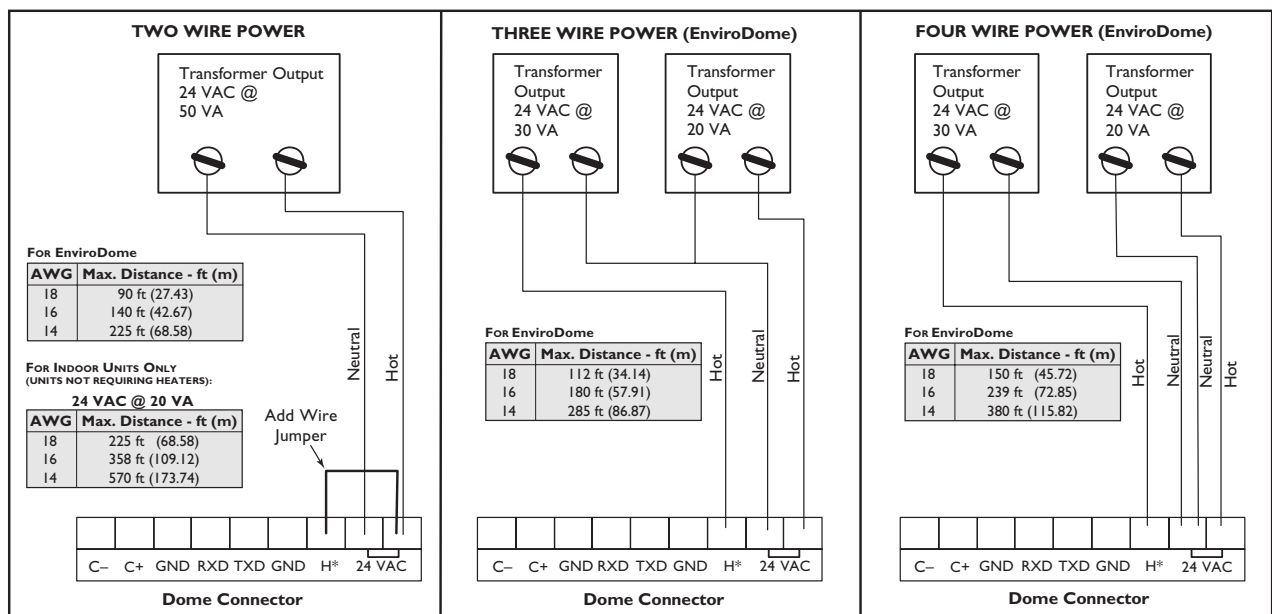 TWO WIRE POWER
Transformer Output
24 VAC @
50 VA
FOR EnviroDome
AWG Max. Distance - ft (m)
18 90 ft (27.43)
16 140 ft (42.67)
14 225 ft (68.58)
FOR INDOOR UNITS ONLY
(UNITS NOT REQUIRING HEATERS):
24 VAC @ 20 VA
AWG Max. Distance - ft (m)
18 225 ft (68.58)
16 358 ft (109.12)
14 570 ft (173.74)
Add Wire
Jumper
Neutral
Hot
C– C+ GND RXD TXD GND H* 24 VAC
Dome Connector
THREE WIRE POWER (EnviroDome)
Transformer
Output
24 VAC @
30 VA
Transformer
Output
24 VAC @
20 VA
FOR EnviroDome
AWG Max. Distance - ft (m)
18 112 ft (34.14)
16 180 ft (57.91)
14 285 ft (86.87)
Hot
Neutral
Hot
C– C+ GND RXD TXD GND H* 24 VAC
Dome Connector
FOUR WIRE POWER (EnviroDome)
Transformer
Output
24 VAC @
30 VA
Transformer
Output
24 VAC @
20 VA
FOR EnviroDome
AWG Max. Distance - ft (m)
18 150 ft (45.72)
16 239 ft (72.85)
14 380 ft (115.82)
Hot
Neutral
Neutral
Hot
C– C+ GND RXD TXD GND H* 24 VAC
Dome Connector